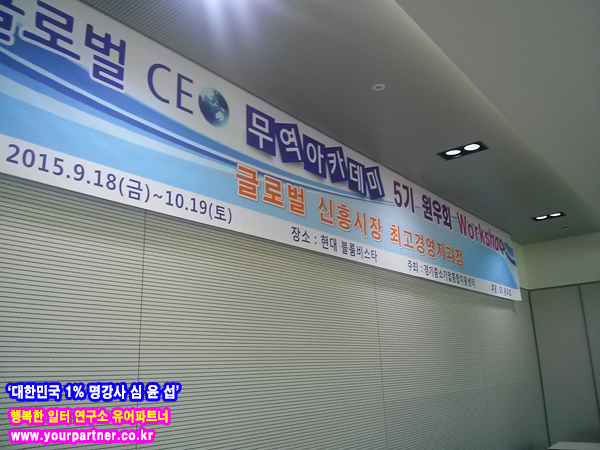 글로벌 CEO 무역아카데미 5기 원우회 Workshop
글로벌 신흥시장 최고경영자과정
2015.9.18(금)~10.19(토)
장소 : 현대 블룸비스타
주최 : 경기중소기업종합지원센터
‘대한민국 1% 명강사 심 윤 섭’
행복한 일터 연구소 유어파트너
www.yourpartner.co.kr